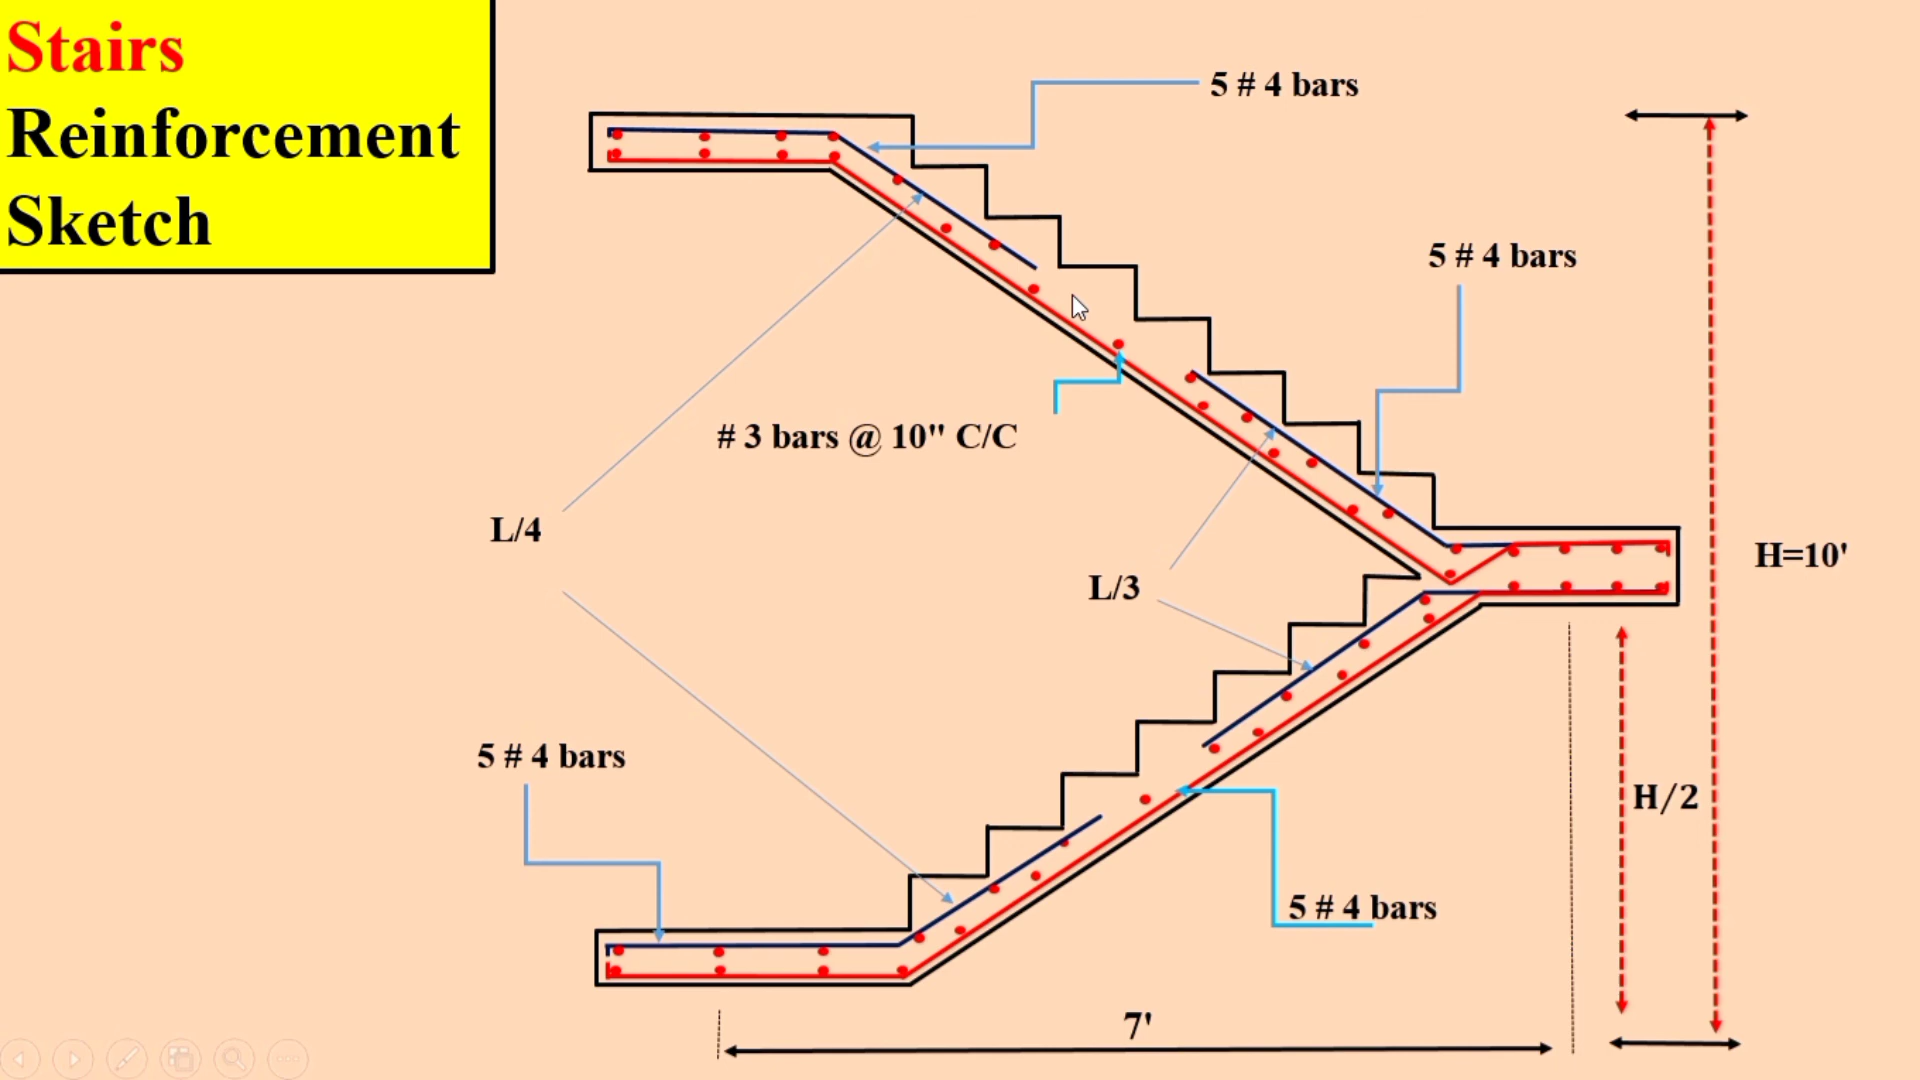 Stairs
Reinforcement
Sketch
5 # 4 bars
5 # 4 bars
# 3 bars @ 10" C/C
L/4
L/3
H=10'
5 # 4 bars
H/2
5 # 4 bars
7'